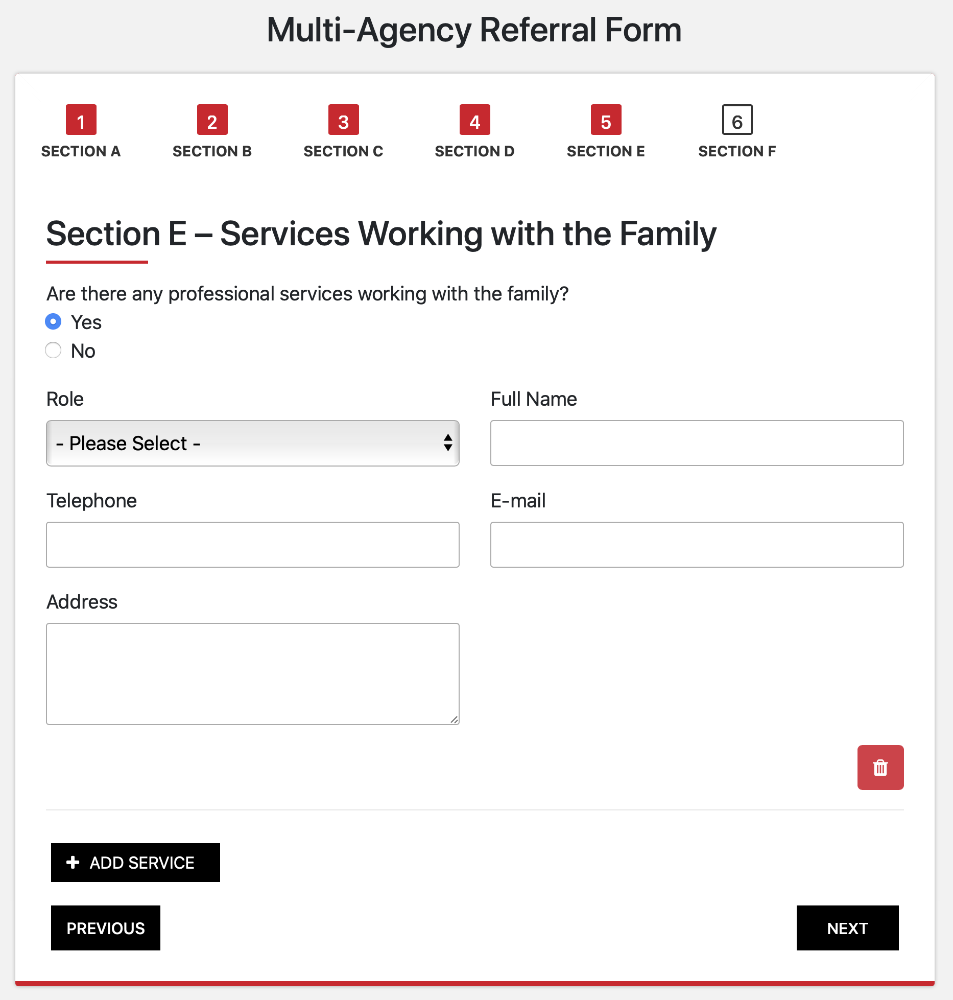 Multi-Agency Referral Form
1 2 3 4 5 6
SECTION A SECTION B SECTION C SECTION D SECTION E SECTION F
Section E – Services Working with the Family
Are there any professional services working with the family?
Yes
No
Role Full Name
- Please Select -
Telephone E-mail
Address
ADD SERVICE
PREVIOUS NEXT